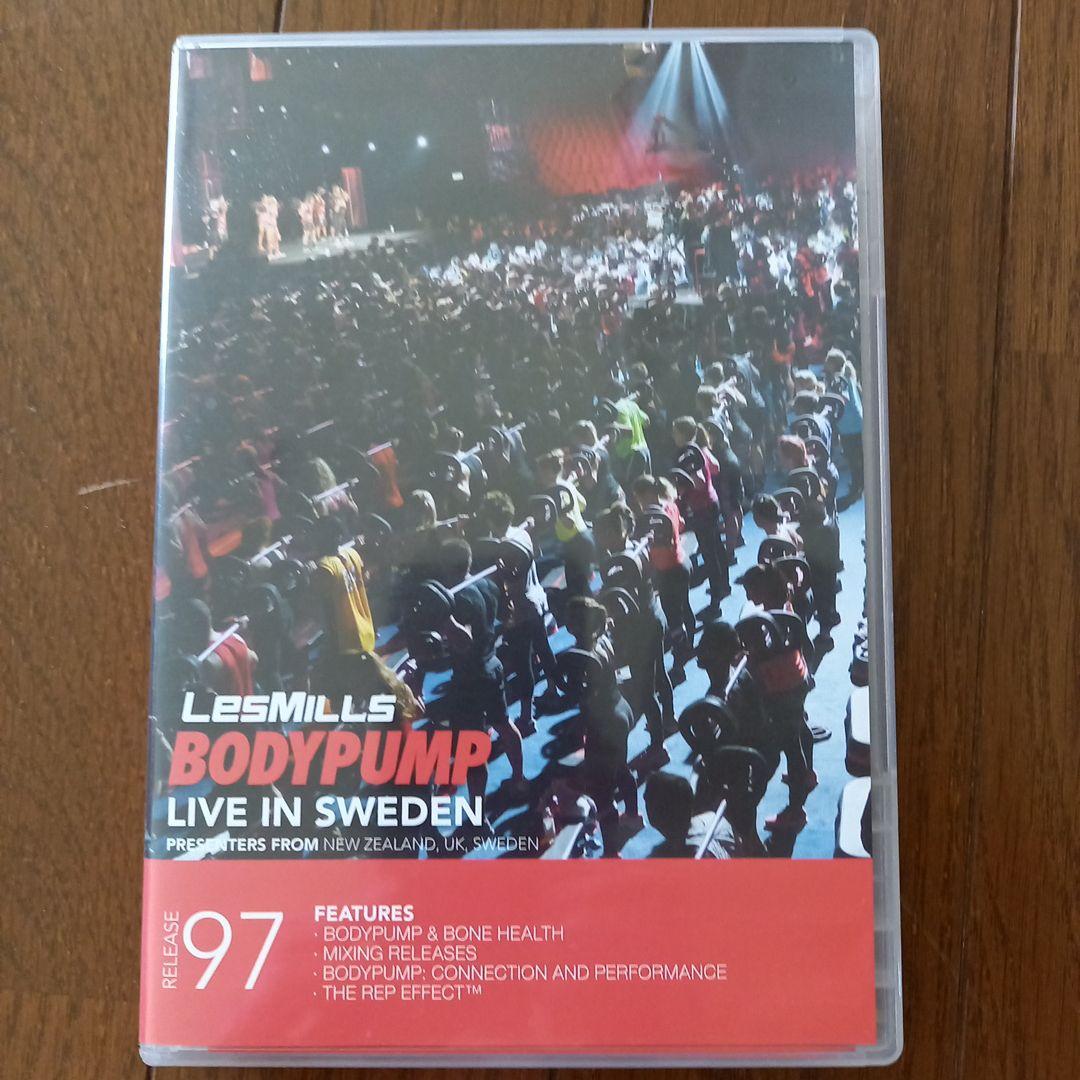 LesMILLS
BODYPUMP
LIVE IN SWEDEN
PRESENTERS FROM NEW ZEALAND, UK, SWEDEN
RELEASE 97
FEATURES
· BODYPUMP & BONE HEALTH
· MIXING RELEASES
· BODYPUMP: CONNECTION AND PERFORMANCE
· THE REP EFFECT™